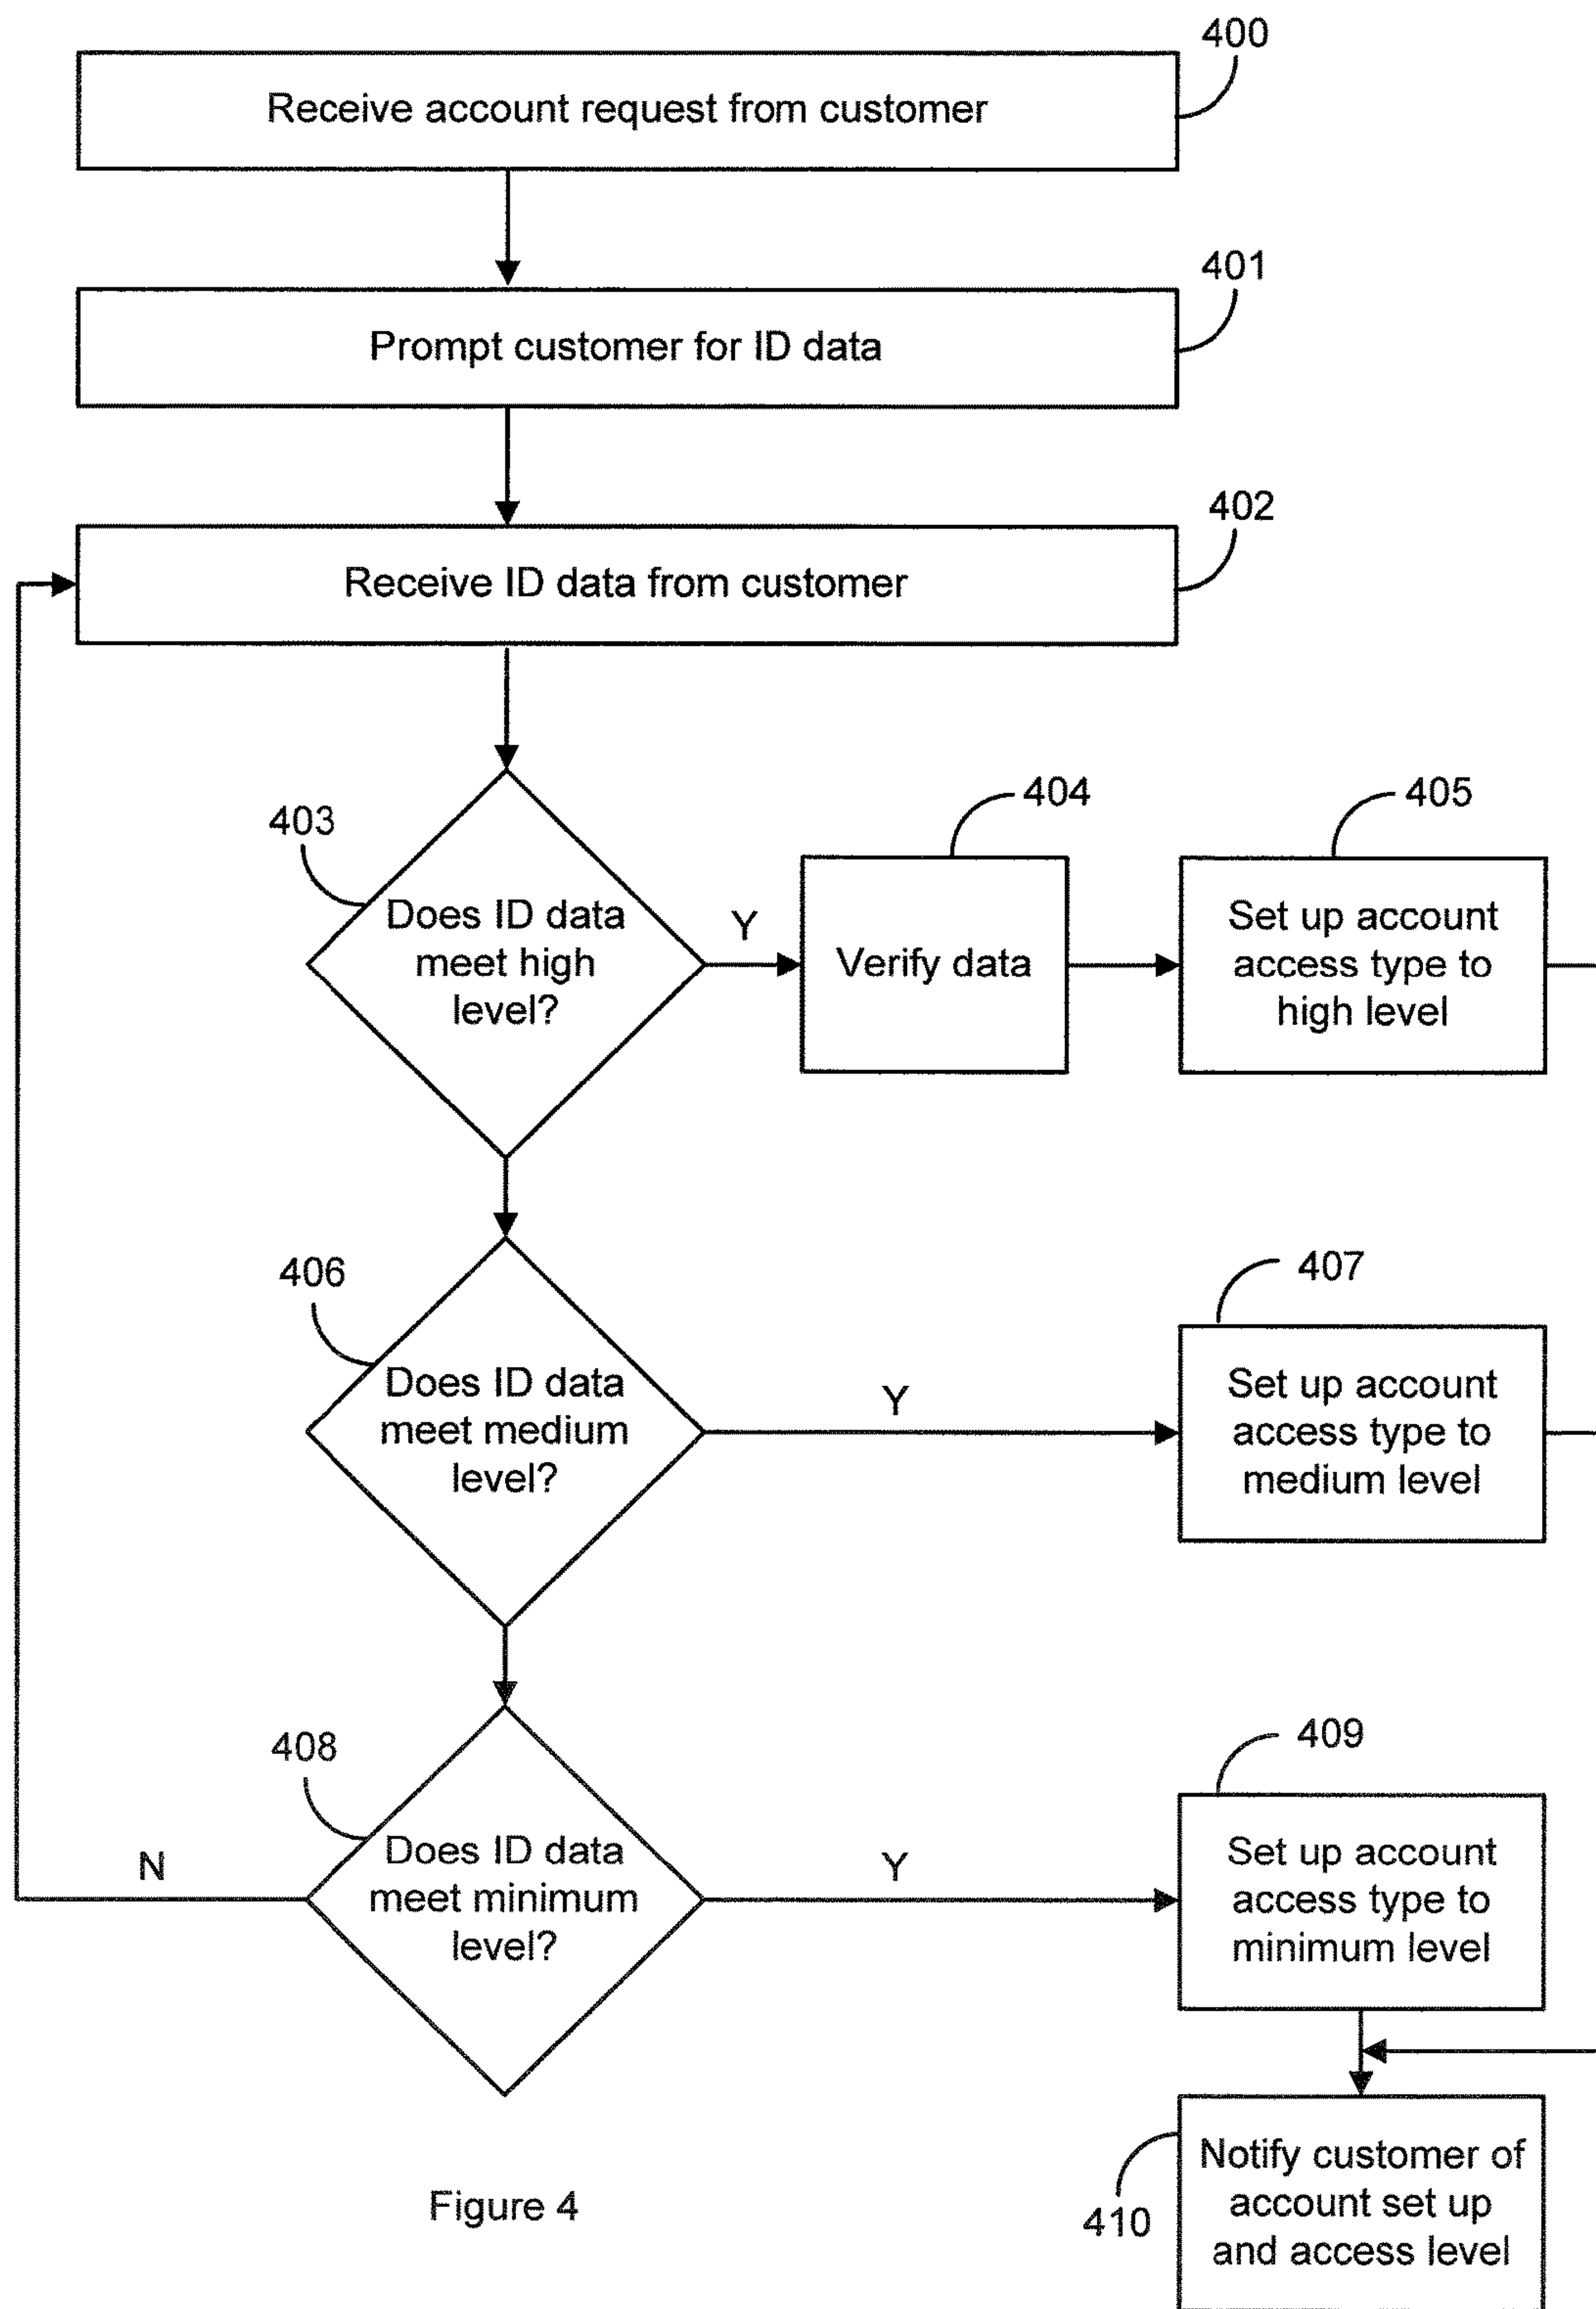 400
Receive account request from customer
401
Prompt customer for ID data
402
Receive ID data from customer
403
Does ID data
meet high
level?
Y
404
Verify data
405
Set up account
access type to
high level
406
Does ID data
meet medium
level?
Y
407
Set up account
access type to
medium level
408
Does ID data
meet minimum
level?
N
Y
409
Set up account
access type to
minimum level
410
Notify customer of
account set up
and access level
Figure 4